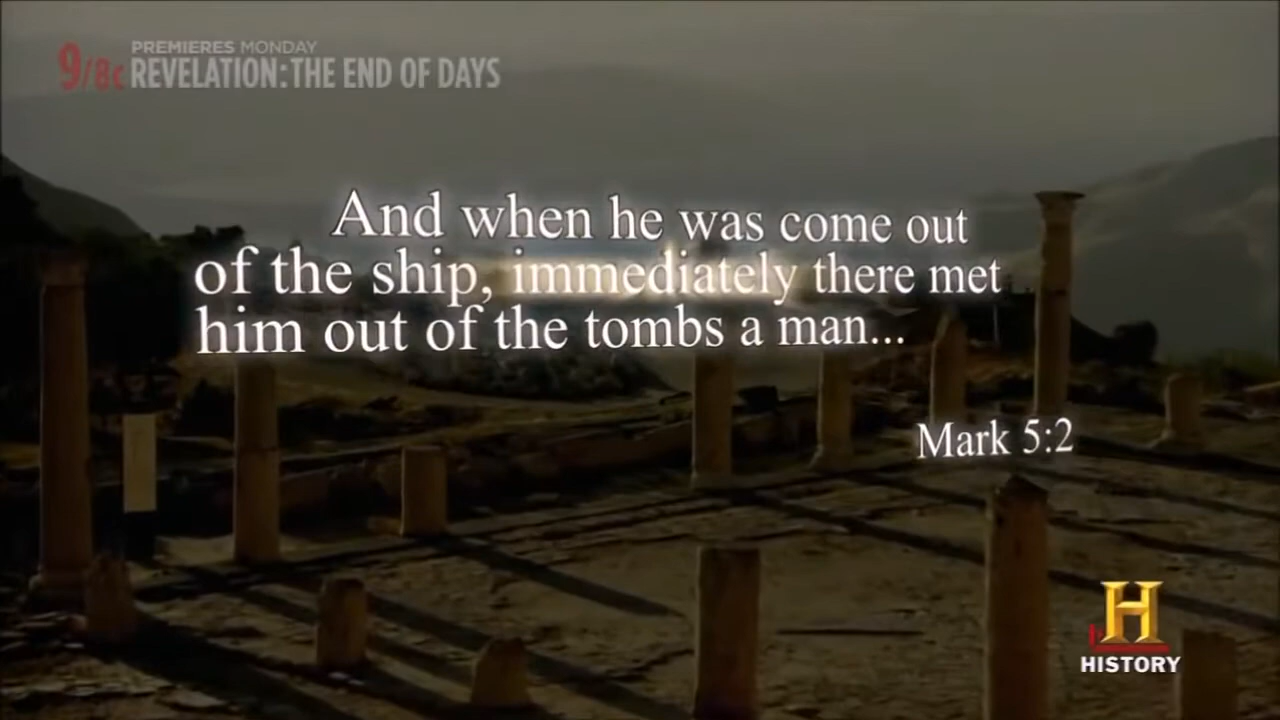 PREMIERES MONDAY
9/8c REVELATION: THE END OF DAYS
And when he was come out
of the ship, immediately there met
him out of the tombs a man...
Mark 5:2
H
HISTORY